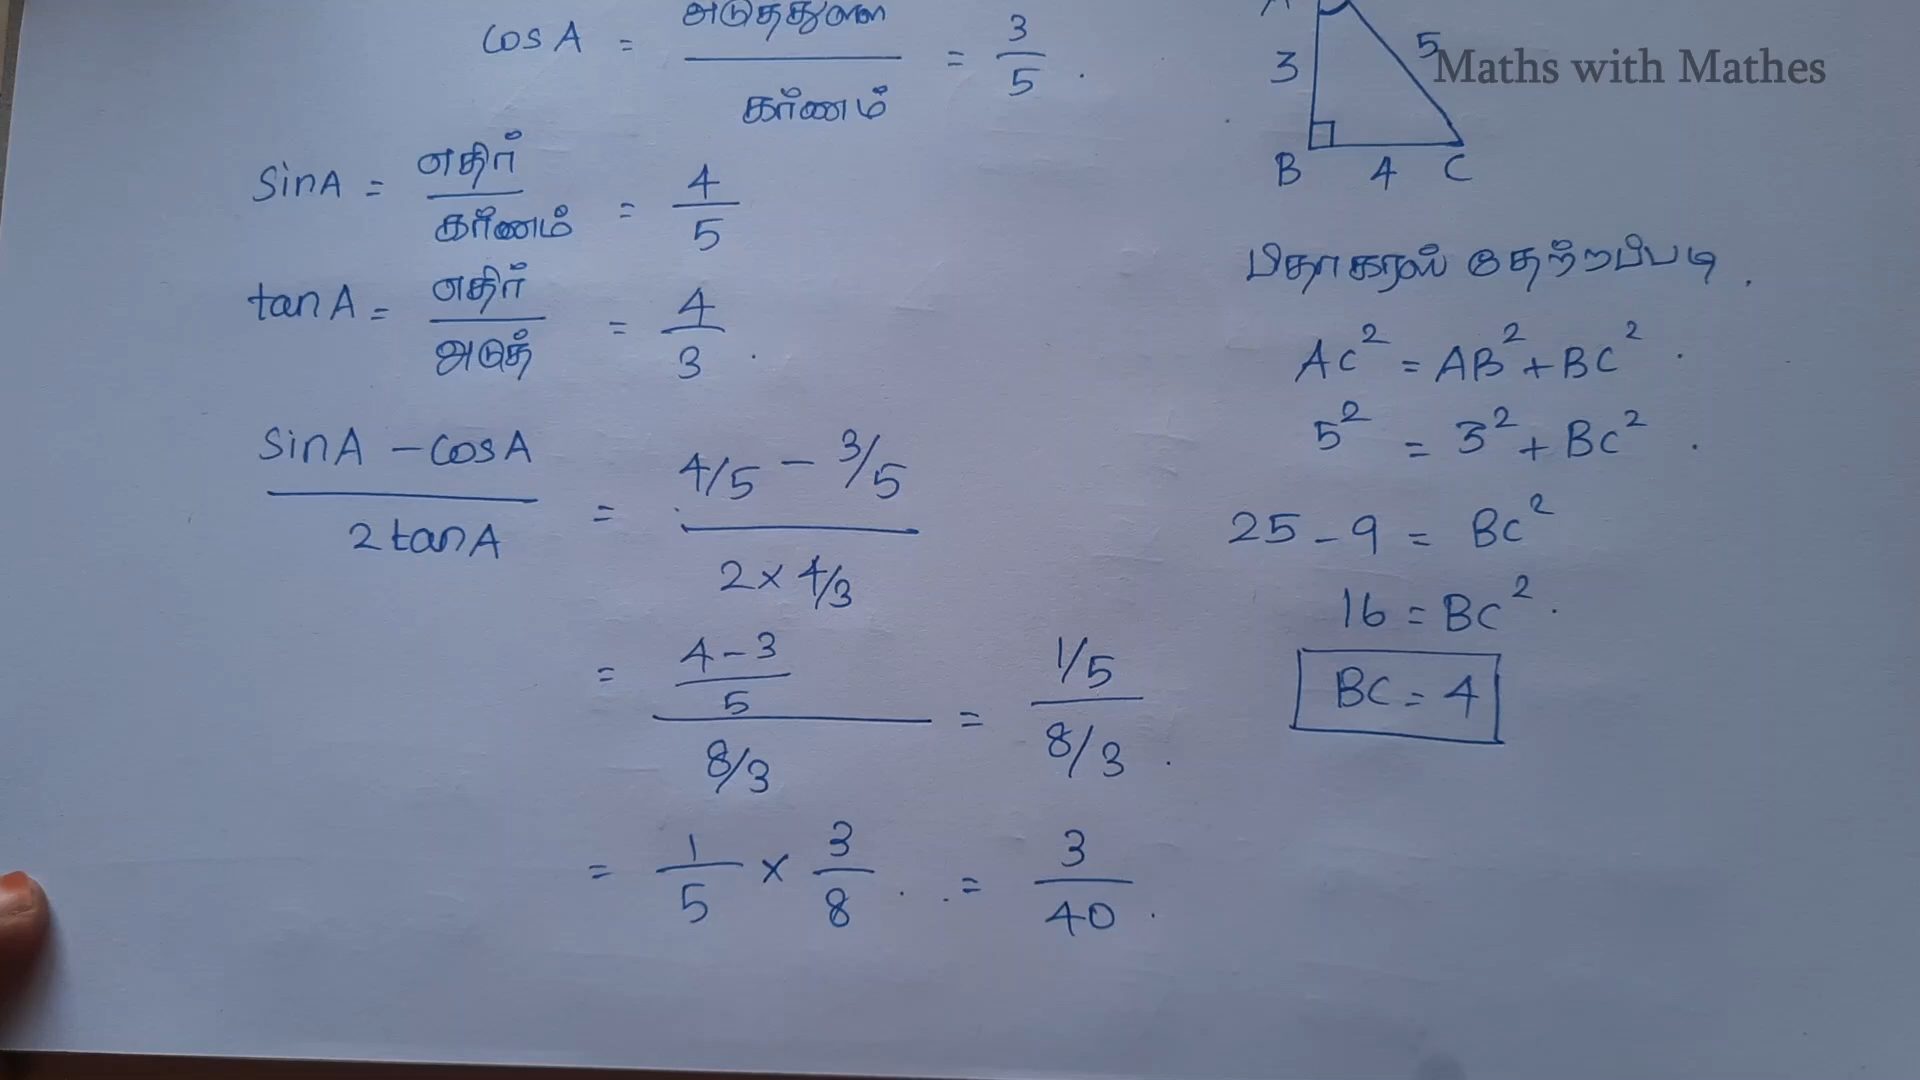 cos A = அடுத்துள்ள / கர்ணம் = 3/5 .
sin A = எதிர் / கர்ணம் = 4/5
tan A = எதிர் / அடுத் = 4/3 .
sin A - cos A / 2 tan A = 4/5 - 3/5 / 2 × 4/3
= 4-3/5 / 8/3 = 1/5 / 8/3 .
= 1/5 × 3/8 . = 3/40 .
A
3 5
B 4 C
Maths with Mathes
பிதாகரஸ் தேற்றப்படி .
AC² = AB² + BC² .
5² = 3² + BC² .
25 - 9 = BC²
16 = BC² .
BC = 4